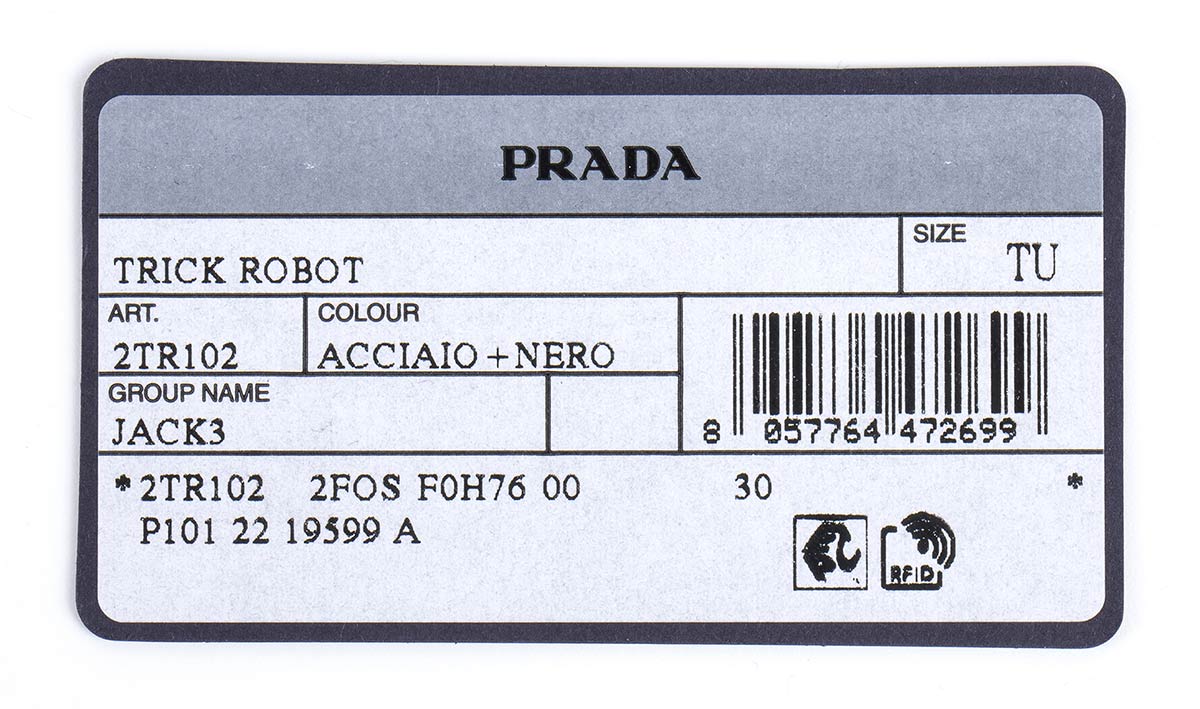 PRADA
TRICK ROBOT
SIZE
TU
ART.
2TR102
COLOUR
ACCIAIO+NERO
GROUP NAME
JACK3
8 057764 472699
*2TR102 2FOS F0H76 00 30 *
P101 22 19599 A
RFID